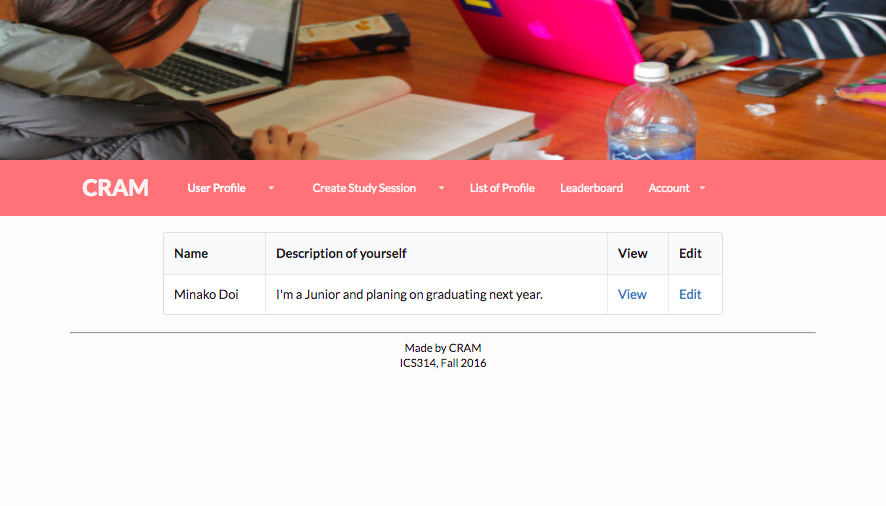 CRAM User Profile Create Study Session List of Profile Leaderboard Account
Name Description of yourself View Edit
Minako Doi I'm a Junior and planing on graduating next year. View Edit
Made by CRAM
ICS314, Fall 2016